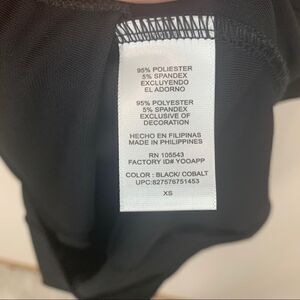 95% POLIESTER
5% SPANDEX
EXCLUYENDO
EL ADORNO
95% POLYESTER
5% SPANDEX
EXCLUSIVE OF
DECORATION
HECHO EN FILIPINAS
MADE IN PHILIPPINES
RN 105543
FACTORY ID# YOOAPP
COLOR : BLACK/ COBALT
UPC:827576751453
XS